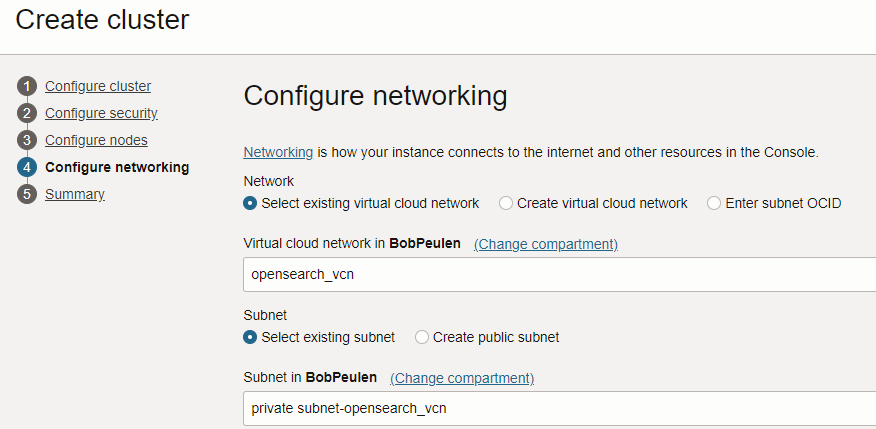 Create cluster
1 Configure cluster
2 Configure security
3 Configure nodes
4 Configure networking
5 Summary
Configure networking
Networking is how your instance connects to the internet and other resources in the Console.
Network
Select existing virtual cloud network Create virtual cloud network Enter subnet OCID
Virtual cloud network in BobPeulen (Change compartment)
opensearch_vcn
Subnet
Select existing subnet Create public subnet
Subnet in BobPeulen (Change compartment)
private subnet-opensearch_vcn